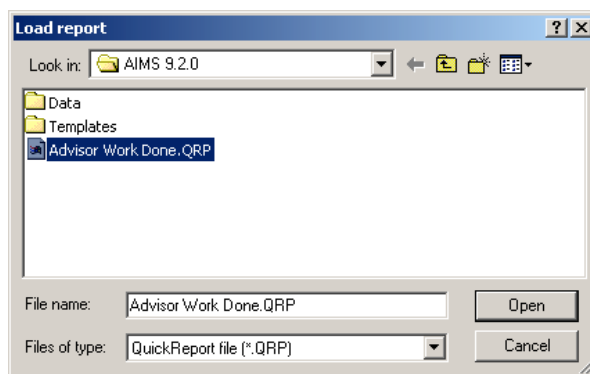 Load report
Look in: AIMS 9.2.0
Data
Templates
Advisor Work Done.QRP
File name: Advisor Work Done.QRP Open
Files of type: QuickReport file (*.QRP) Cancel